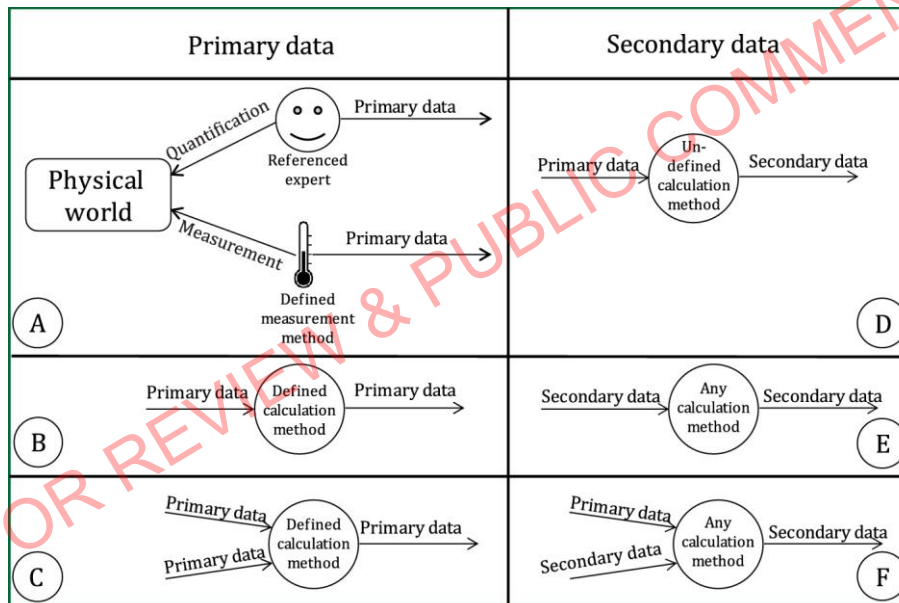 Primary data
Secondary data
Quantification
Primary data
Referenced
expert
Physical
world
Measurement
Primary data
Defined
measurement
method
A
Primary data
Un-
defined
calculation
method
Secondary data
D
Primary data
Defined
calculation
method
Primary data
B
Secondary data
Any
calculation
method
Secondary data
E
Primary data
Primary data
Defined
calculation
method
Primary data
C
Primary data
Secondary data
Any
calculation
method
Secondary data
F
OR REVIEW & PUBLIC COMMEN